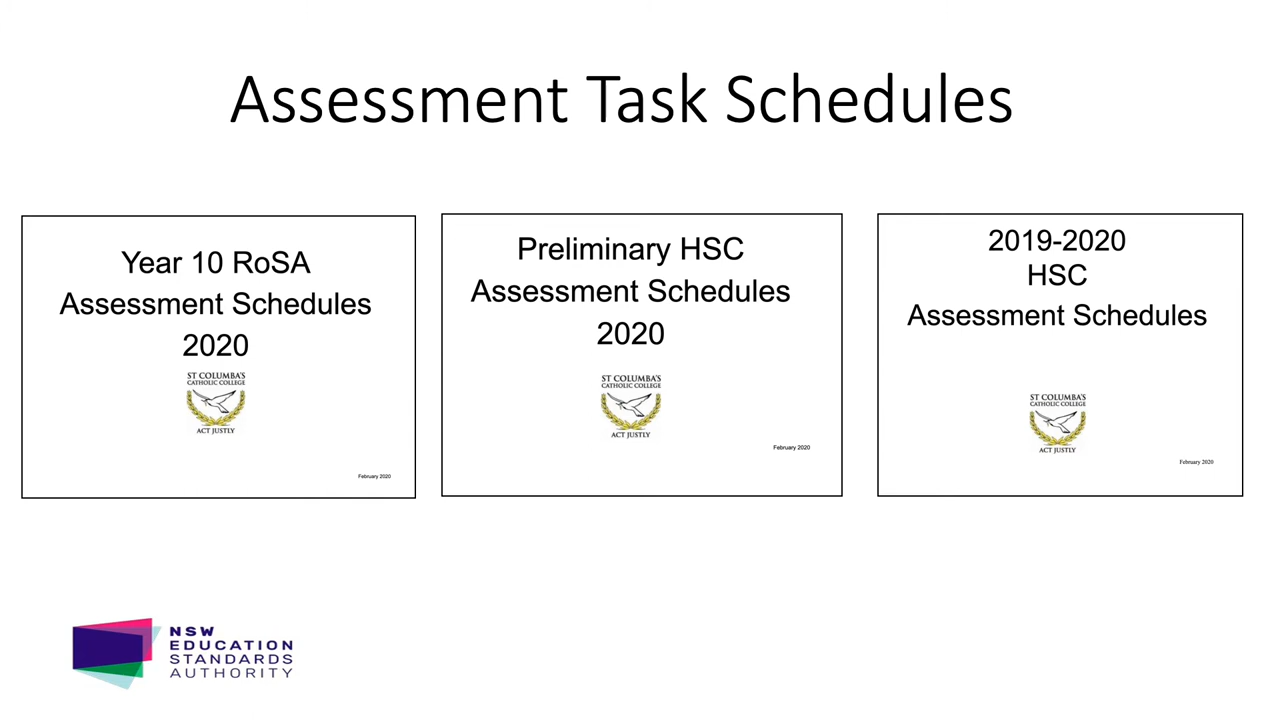 Assessment Task Schedules
Year 10 RoSA
Assessment Schedules
2020
ST COLUMBA'S
CATHOLIC COLLEGE
ACT JUSTLY
February 2020
Preliminary HSC
Assessment Schedules
2020
ST COLUMBA'S
CATHOLIC COLLEGE
ACT JUSTLY
February 2020
2019-2020
HSC
Assessment Schedules
ST COLUMBA'S
CATHOLIC COLLEGE
ACT JUSTLY
February 2020
NSW
EDUCATION
STANDARDS
AUTHORITY